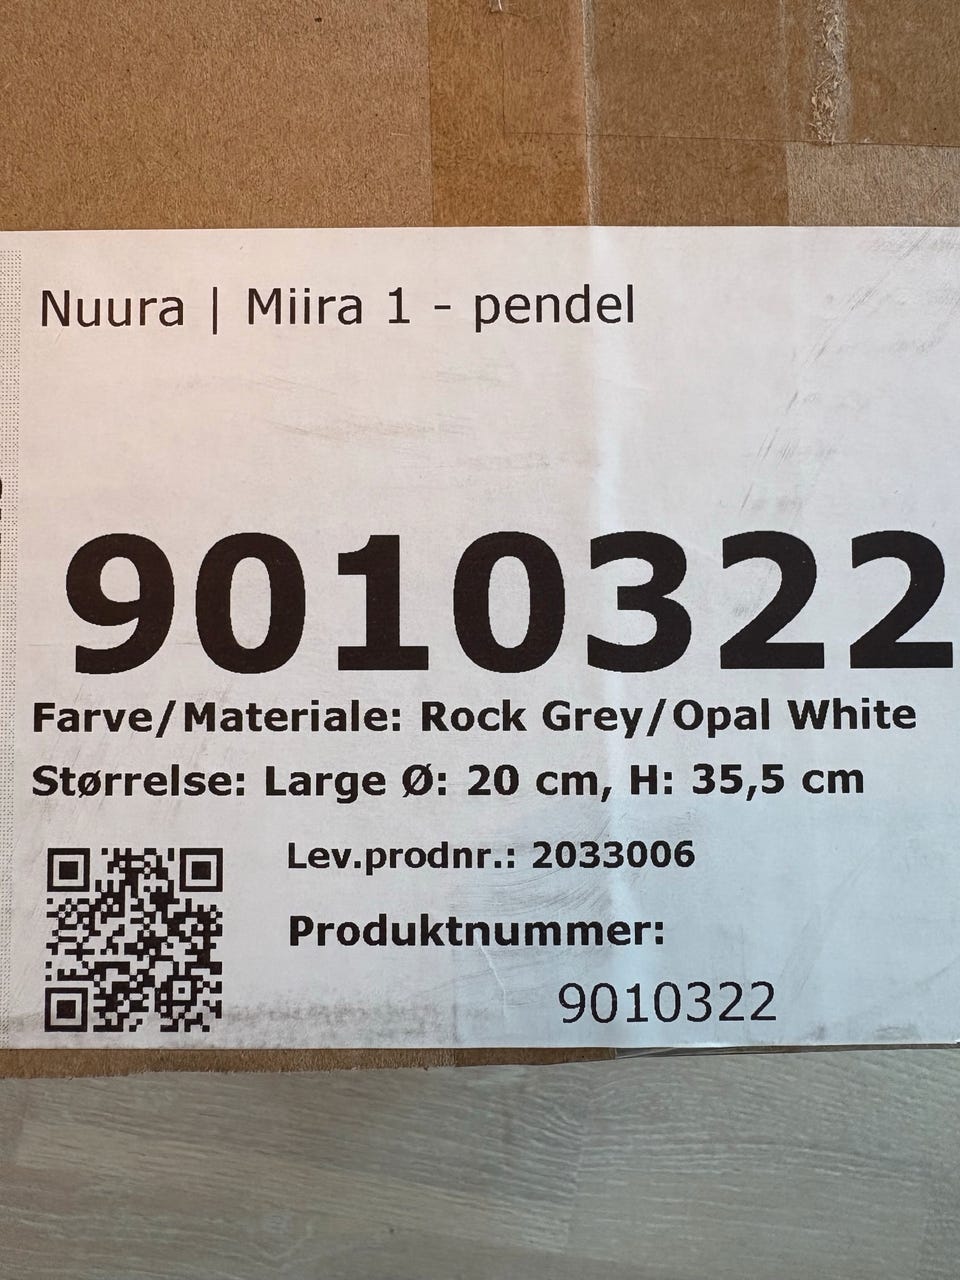 Nuura | Miira 1 - pendel
9010322
Farve/Materiale: Rock Grey/Opal White
Størrelse: Large Ø: 20 cm, H: 35,5 cm
Lev.prodnr.: 2033006
Produktnummer:
9010322